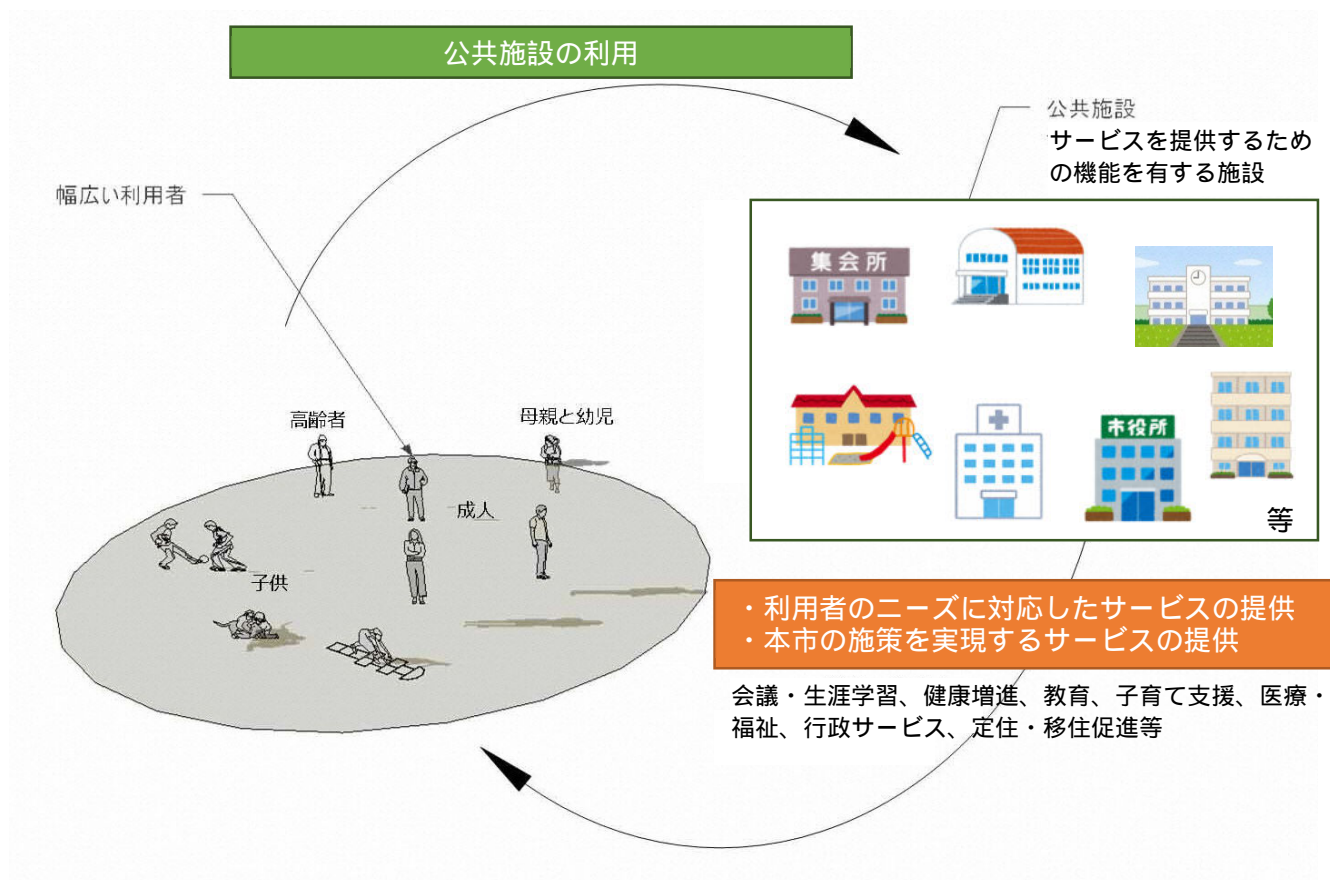 公共施設の利用
公共施設
サービスを提供するため
の機能を有する施設
幅広い利用者
集会所
市役所
等
高齢者
母親と幼児
成人
子供
・利用者のニーズに対応したサービスの提供
・本市の施策を実現するサービスの提供
会議・生涯学習、健康増進、教育、子育て支援、医療・
福祉、行政サービス、定住・移住促進等